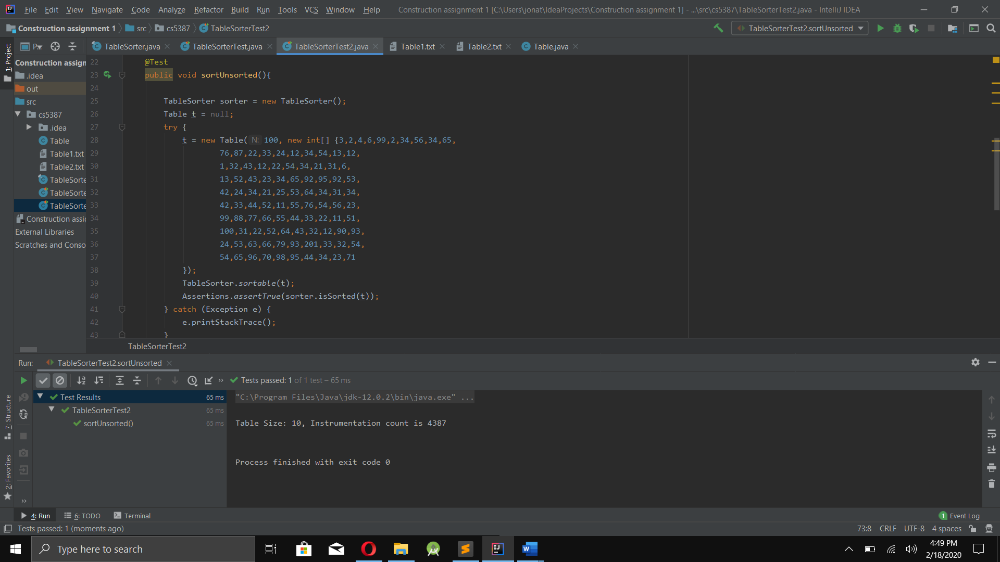 File Edit View Navigate Code Analyze Refactor Build Run Tools VCS Window Help Construction assignment 1 [C:\Users\jonat\IdeaProjects\Construction assignment 1] - ...\src\cs5387\TableSorterTest2.java - IntelliJ IDEA
Construction assignment 1 src cs5387 TableSorterTest2 TableSorterTest2.sortUnsorted
P... TableSorter.java TableSorterTest.java TableSorterTest2.java Table1.txt Table2.txt Table.java
1: Project
Construction assign
.idea
out
src
cs5387
.idea
Table
Table1.txt
Table2.txt
TableSorte
TableSorte
TableSorte
Construction assig
External Libraries
Scratches and Conso
22 @Test
23 public void sortUnsorted(){
24
25 TableSorter sorter = new TableSorter();
26 Table t = null;
27 try {
28 t = new Table( N: 100, new int[] {3,2,4,6,99,2,34,56,34,65,
29 76,87,22,33,24,12,34,54,13,12,
30 1,32,43,12,22,54,34,21,31,6,
31 13,52,43,23,34,65,92,95,92,53,
32 42,24,34,21,25,53,64,34,31,34,
33 42,33,44,52,11,55,76,54,56,23,
34 99,88,77,66,55,44,33,22,11,51,
35 100,31,22,52,64,43,32,12,90,93,
36 24,53,63,66,79,93,201,33,32,54,
37 54,65,96,70,98,95,44,34,23,71
38 });
39 TableSorter.sortable(t);
40 Assertions.assertTrue(sorter.isSorted(t));
41 } catch (Exception e) {
42 e.printStackTrace();
43 }
TableSorterTest2
Run: TableSorterTest2.sortUnsorted
Tests passed: 1 of 1 test – 65 ms
Test Results 65 ms
TableSorterTest2 65 ms
sortUnsorted() 65 ms
"C:\Program Files\Java\jdk-12.0.2\bin\java.exe" ...
Table Size: 10, Instrumentation count is 4387
Process finished with exit code 0
7: Structure
2: Favorites
4: Run 6: TODO Terminal 1 Event Log
Tests passed: 1 (moments ago) 73:8 CRLF UTF-8 4 spaces
Type here to search
4:49 PM
2/18/2020